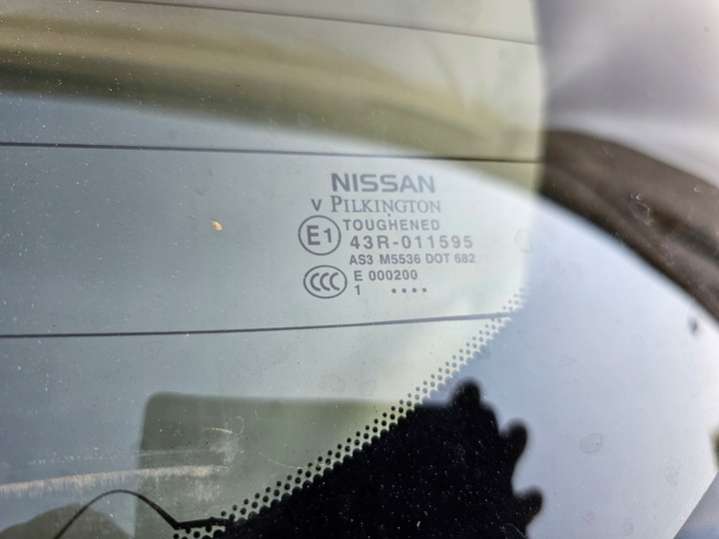 NISSAN
V PILKINGTON
TOUGHENED
E1
43R-011595
AS3 M5536 DOT 682
CCC
E 000200
1 ••••